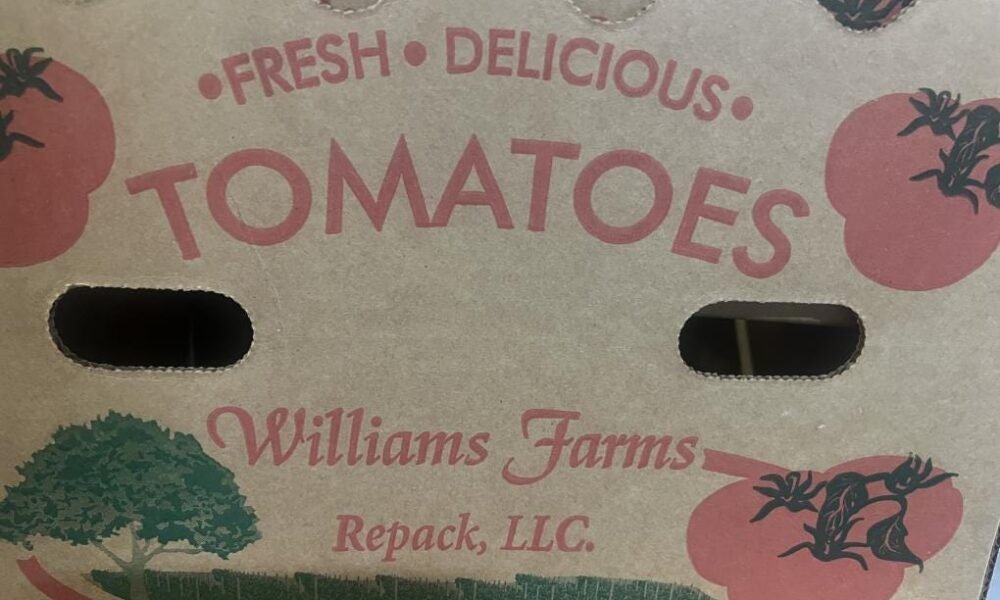 •FRESH•DELICIOUS•
TOMATOES
Williams Farms
Repack, LLC.